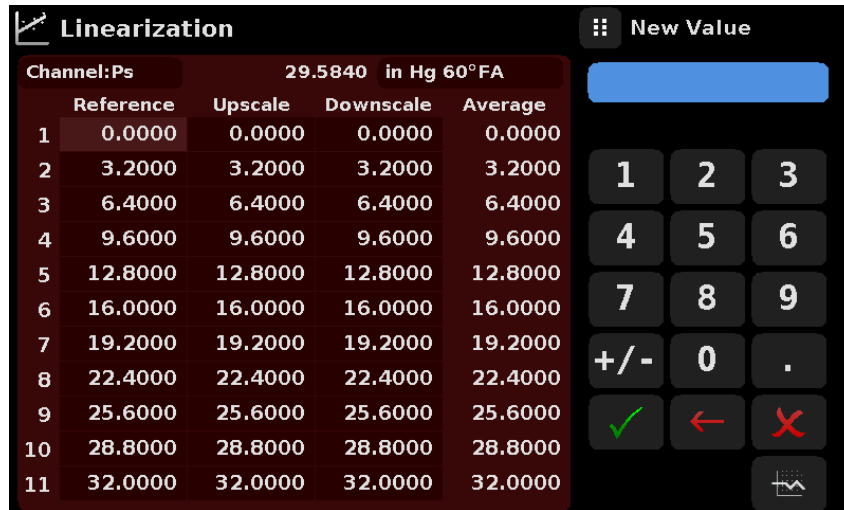 Linearization
Channel:Ps 29.5840 in Hg 60°FA
Reference Upscale Downscale Average
1 0.0000 0.0000 0.0000 0.0000
2 3.2000 3.2000 3.2000 3.2000
3 6.4000 6.4000 6.4000 6.4000
4 9.6000 9.6000 9.6000 9.6000
5 12.8000 12.8000 12.8000 12.8000
6 16.0000 16.0000 16.0000 16.0000
7 19.2000 19.2000 19.2000 19.2000
8 22.4000 22.4000 22.4000 22.4000
9 25.6000 25.6000 25.6000 25.6000
10 28.8000 28.8000 28.8000 28.8000
11 32.0000 32.0000 32.0000 32.0000
New Value
1 2 3
4 5 6
7 8 9
+/- 0 .